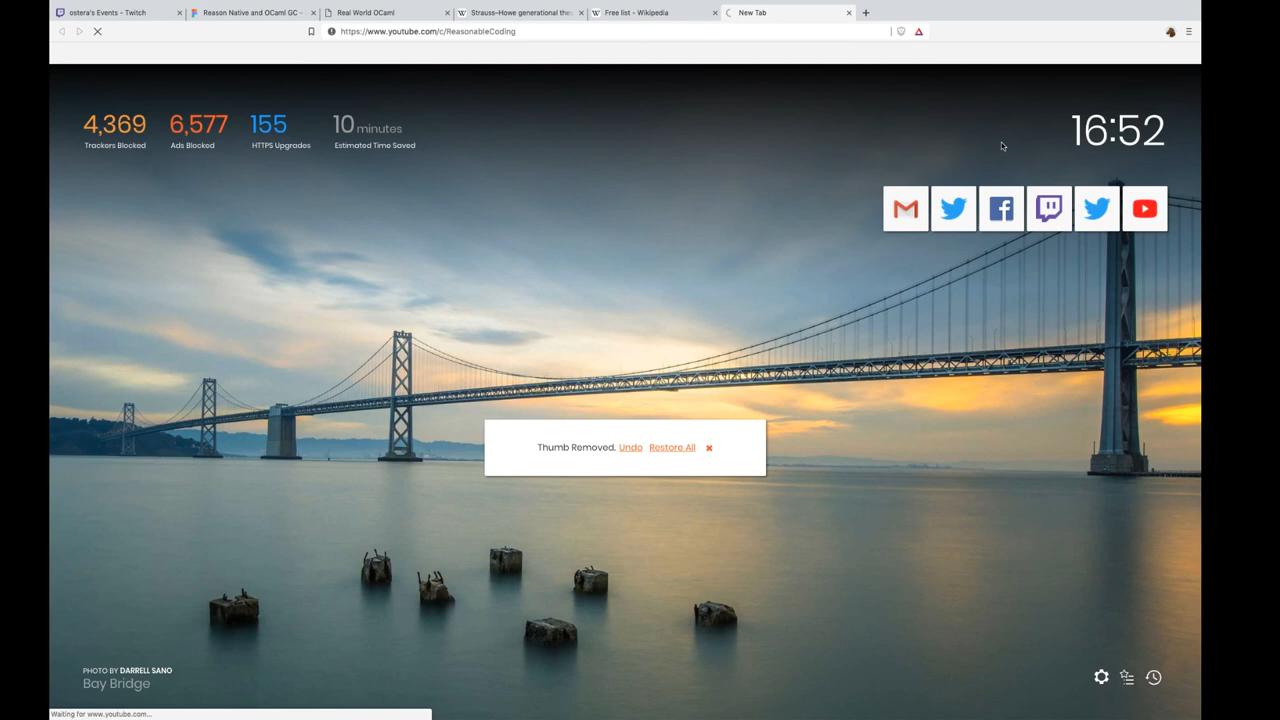 ostera's Events - Twitch
Reason Native and OCaml GC -
Real World OCaml
Strauss–Howe generational the
Free list - Wikipedia
New Tab
https://www.youtube.com/c/ReasonableCoding
4,369
6,577
155
10 minutes
Trackers Blocked
Ads Blocked
HTTPS Upgrades
Estimated Time Saved
16:52
Thumb Removed. Undo Restore All
PHOTO BY DARRELL SANO
Bay Bridge
Waiting for www.youtube.com...